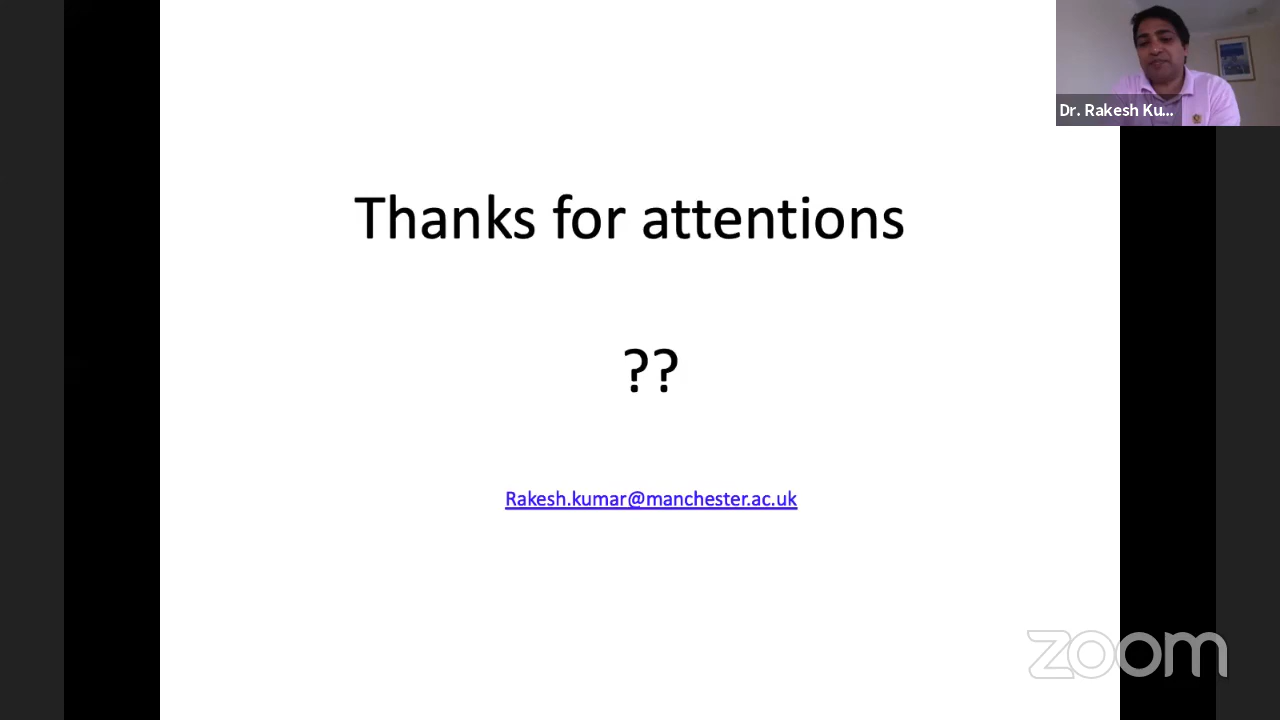 Dr. Rakesh Ku...
Thanks for attentions
??
Rakesh.kumar@manchester.ac.uk
zoom